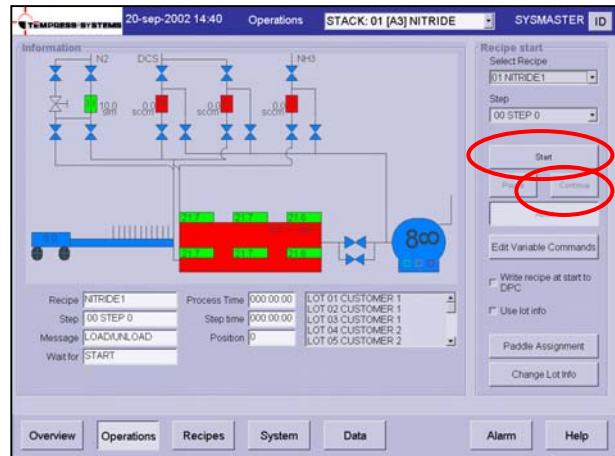 TEMPRESS SYSTEMS 20-sep-2002 14:40 Operations STACK: 01 [A3] NITRIDE SYSMASTER ID
Information
N2 DCS NH3
10.0 slm
0.0 sccm
0.0 sccm
0.0 sccm
21.7 21.7 21.6
21.7 21.7 21.6
0.0
Recipe NITRIDE1
Step 00 STEP 0
Message LOAD/UNLOAD
Wait for START
Process Time 000:00:00
Step time 000:00:00
Position 0
LOT 01 CUSTOMER 1
LOT 02 CUSTOMER 1
LOT 03 CUSTOMER 1
LOT 04 CUSTOMER 2
LOT 05 CUSTOMER 2
Recipe start
Select Recipe
01 NITRIDE1
Step
00 STEP 0
Start
Pause Continue
Edit Variable Commands
Write recipe at start to
DPC
Use lot info
Paddle Assignment
Change Lot Info
Overview Operations Recipes System Data Alarm Help